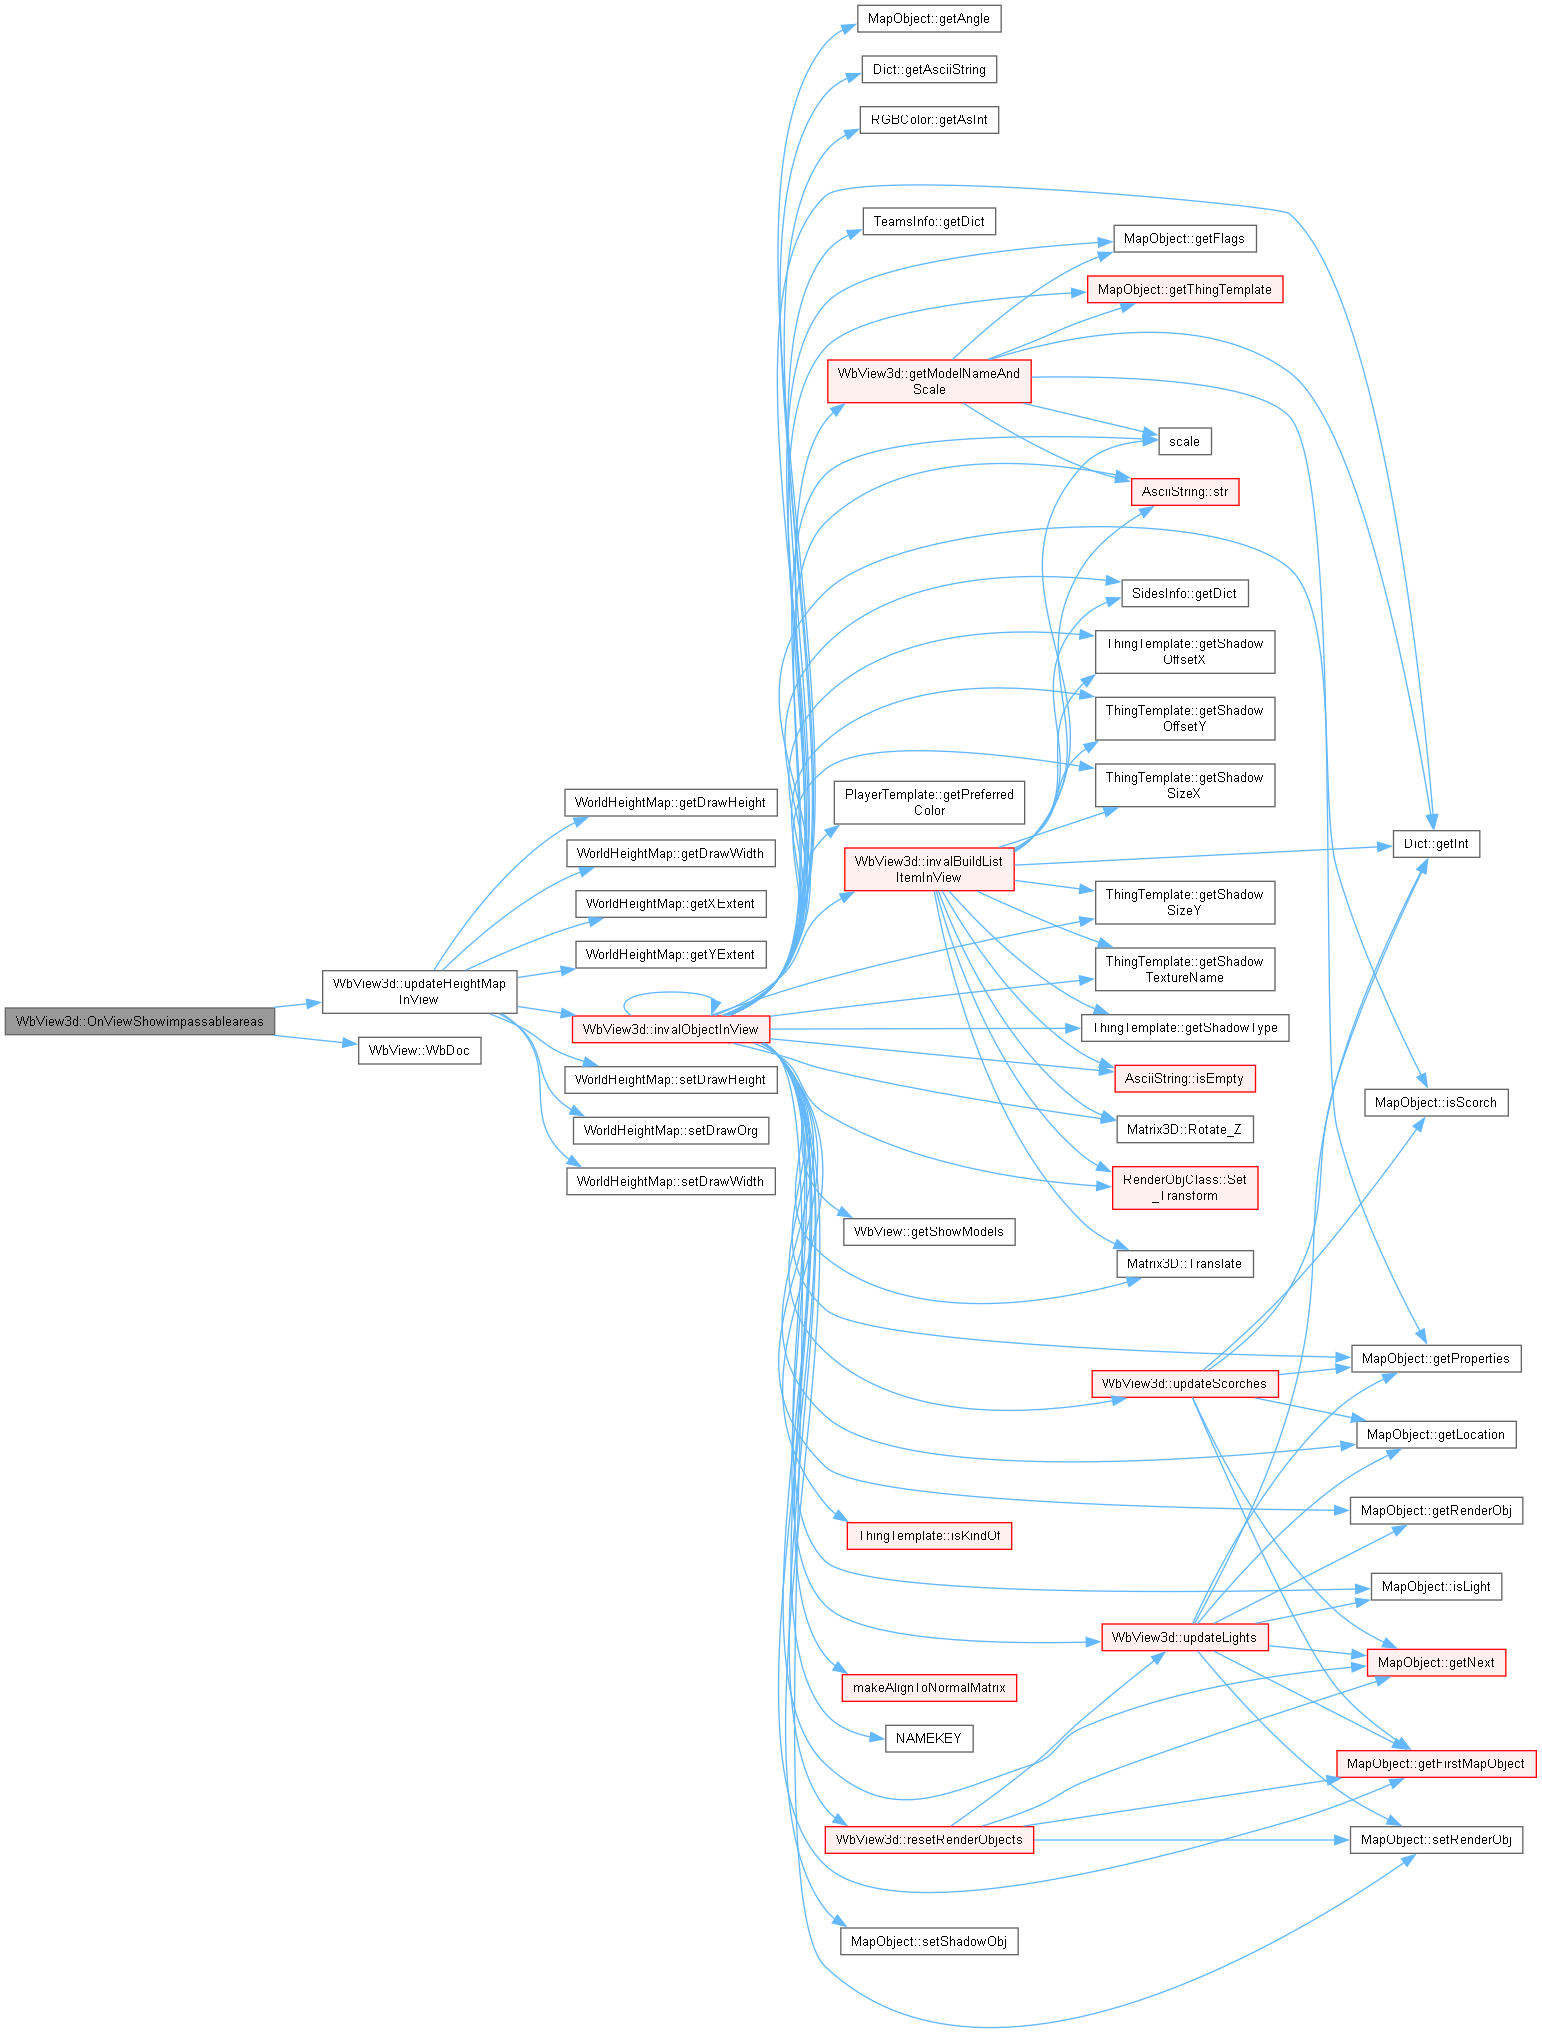 MapObject::getAngle
Dict::getAsciiString
RGBColor::getAsInt
TeamsInfo::getDict
MapObject::getFlags
MapObject::getThingTemplate
WbView3d::getModelNameAnd
Scale
scale
AsciiString::str
SidesInfo::getDict
ThingTemplate::getShadow
OffsetX
ThingTemplate::getShadow
OffsetY
ThingTemplate::getShadow
SizeX
PlayerTemplate::getPreferred
Color
WorldHeightMap::getDrawHeight
WorldHeightMap::getDrawWidth
Dict::getInt
WbView3d::invalBuildList
ItemInView
ThingTemplate::getShadow
SizeY
WorldHeightMap::getXExtent
WorldHeightMap::getYExtent
ThingTemplate::getShadow
TextureName
WbView3d::updateHeightMap
InView
WbView3d::OnViewShowimpassableareas
WbView3d::invalObjectInView
ThingTemplate::getShadowType
WbView::WbDoc
WorldHeightMap::setDrawHeight
AsciiString::isEmpty
MapObject::isScorch
WorldHeightMap::setDrawOrg
Matrix3D::Rotate_Z
WorldHeightMap::setDrawWidth
RenderObjClass::Set
_Transform
WbView::getShowModels
Matrix3D::Translate
MapObject::getProperties
WbView3d::updateScorches
MapObject::getLocation
MapObject::getRenderObj
ThingTemplate::isKindOf
MapObject::isLight
WbView3d::updateLights
MapObject::getNext
makeAlignToNormalMatrix
NAMEKEY
MapObject::getFirstMapObject
WbView3d::resetRenderObjects
MapObject::setRenderObj
MapObject::setShadowObj